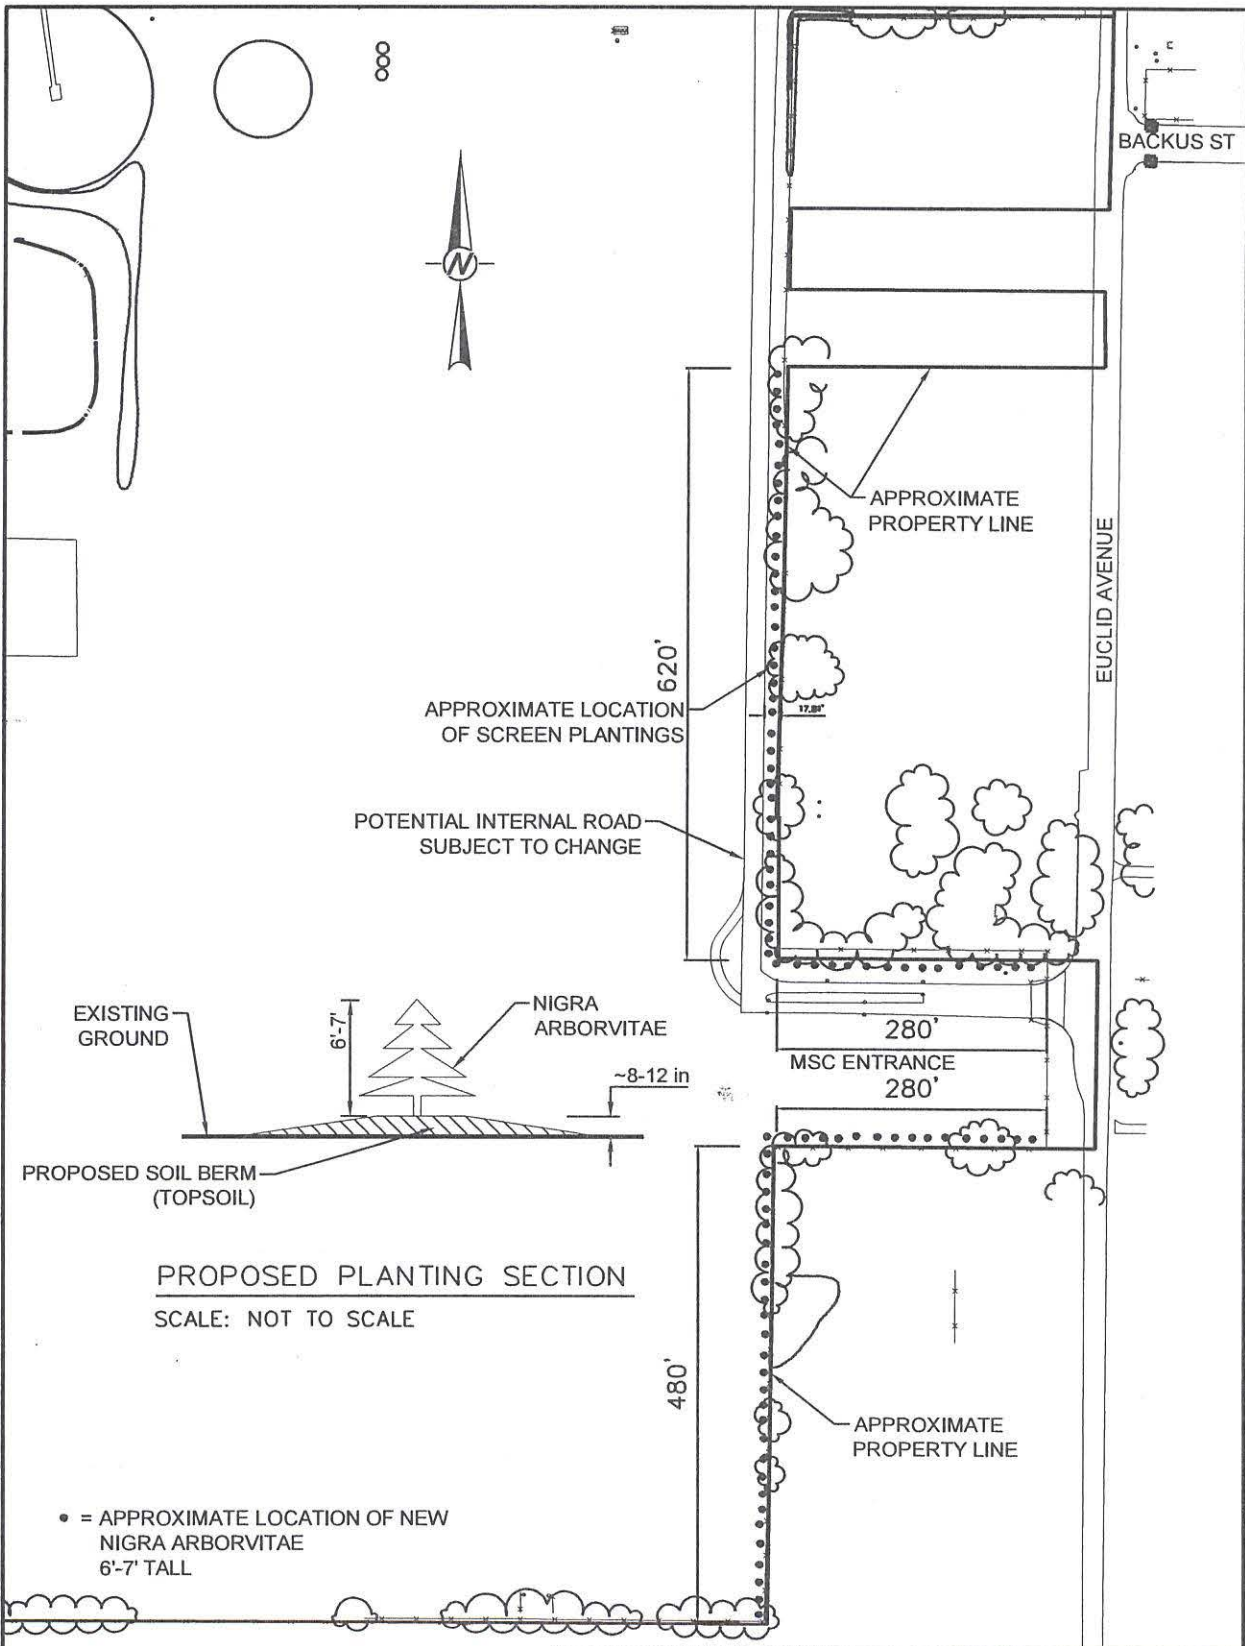 BACKUS ST
N
APPROXIMATE
PROPERTY LINE
EUCLID AVENUE
620'
APPROXIMATE LOCATION
OF SCREEN PLANTINGS
POTENTIAL INTERNAL ROAD
SUBJECT TO CHANGE
EXISTING
GROUND
6'-7'
NIGRA
ARBORVITAE
~8-12 in
280'
MSC ENTRANCE
280'
PROPOSED SOIL BERM
(TOPSOIL)
PROPOSED PLANTING SECTION
SCALE: NOT TO SCALE
480'
APPROXIMATE
PROPERTY LINE
• = APPROXIMATE LOCATION OF NEW
NIGRA ARBORVITAE
6'-7' TALL